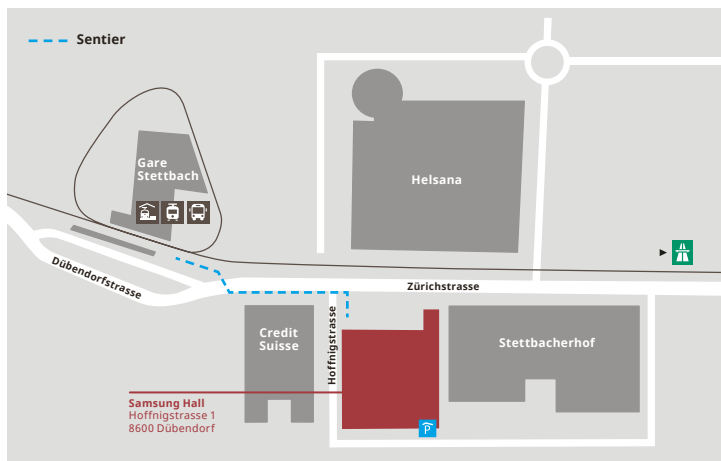 Sentier
Gare
Stettbach
Helsana
Dübendorfstrasse
Zürichstrasse
Hoffnigstrasse
Credit
Suisse
Stettbacherhof
Samsung Hall
Hoffnigstrasse 1
8600 Dübendorf
P